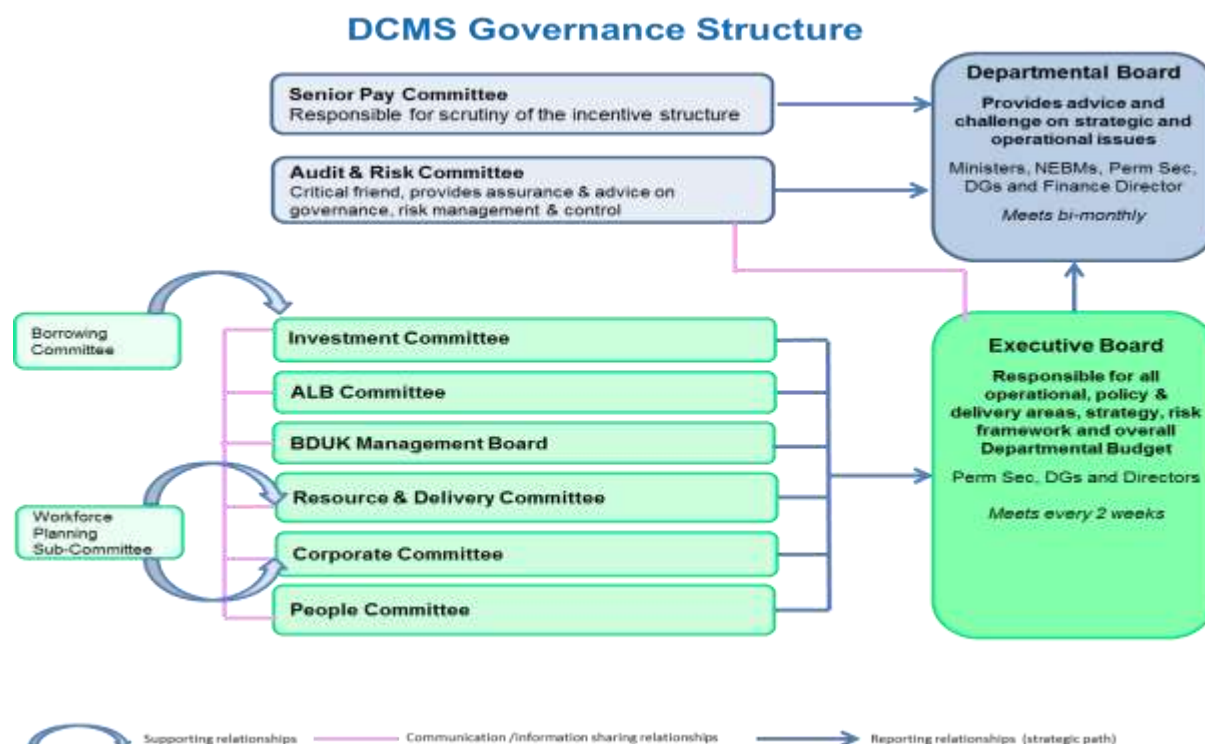 DCMS Governance Structure
Senior Pay Committee
Responsible for scrutiny of the incentive structure
Audit & Risk Committee
Critical friend, provides assurance & advice on
governance, risk management & control
Departmental Board
Provides advice and
challenge on strategic and
operational issues
Ministers, NEBMs, Perm Sec,
DGs and Finance Director
Meets bi-monthly
Borrowing
Committee
Investment Committee
ALB Committee
BDUK Management Board
Resource & Delivery Committee
Corporate Committee
People Committee
Workforce
Planning
Sub-Committee
Executive Board
Responsible for all
operational, policy &
delivery areas, strategy, risk
framework and overall
Departmental Budget
Perm Sec, DGs and Directors
Meets every 2 weeks
Supporting relationships
Communication /Information sharing relationships
Reporting relationships (strategic path)